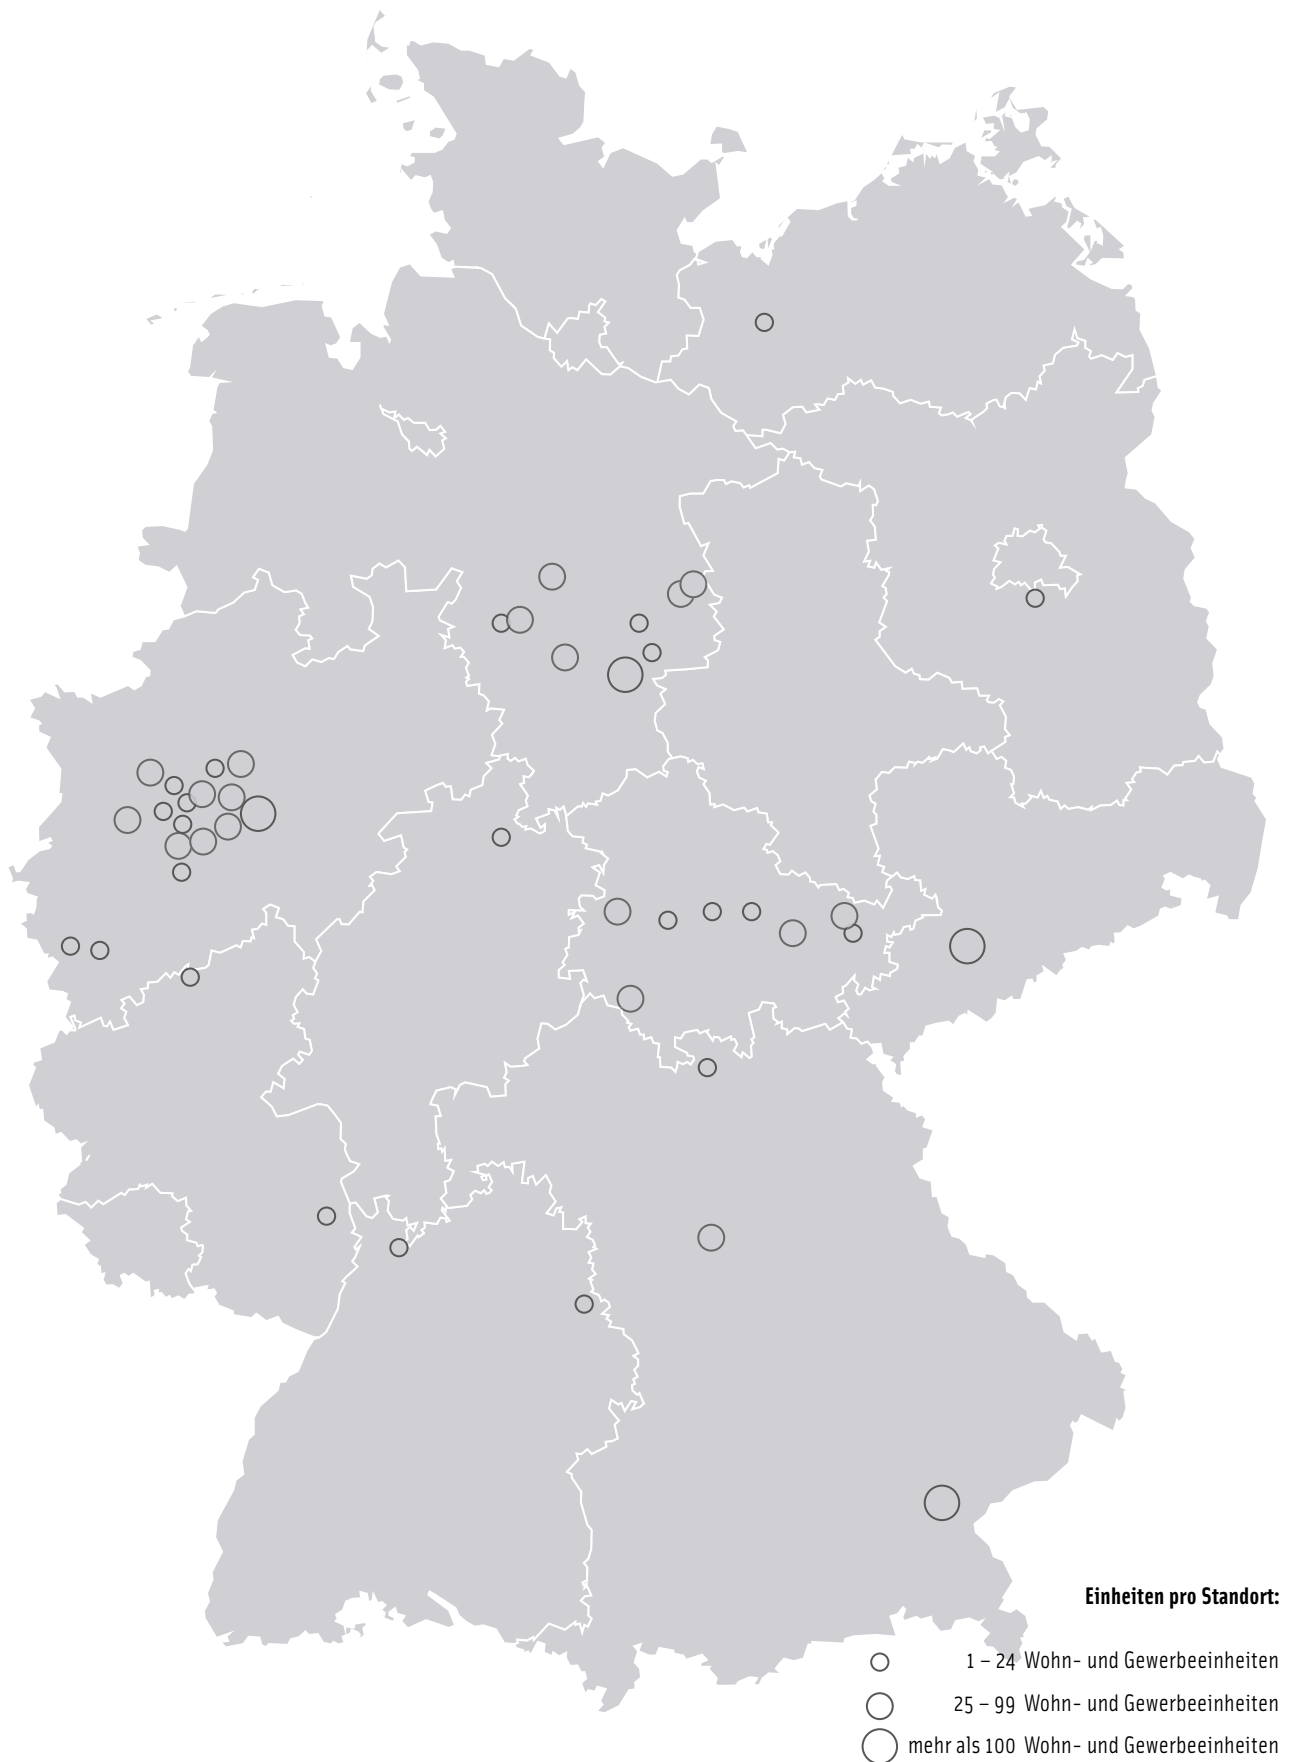 Einheiten pro Standort:
1 – 24 Wohn- und Gewerbeeinheiten
25 – 99 Wohn- und Gewerbeeinheiten
mehr als 100 Wohn- und Gewerbeeinheiten